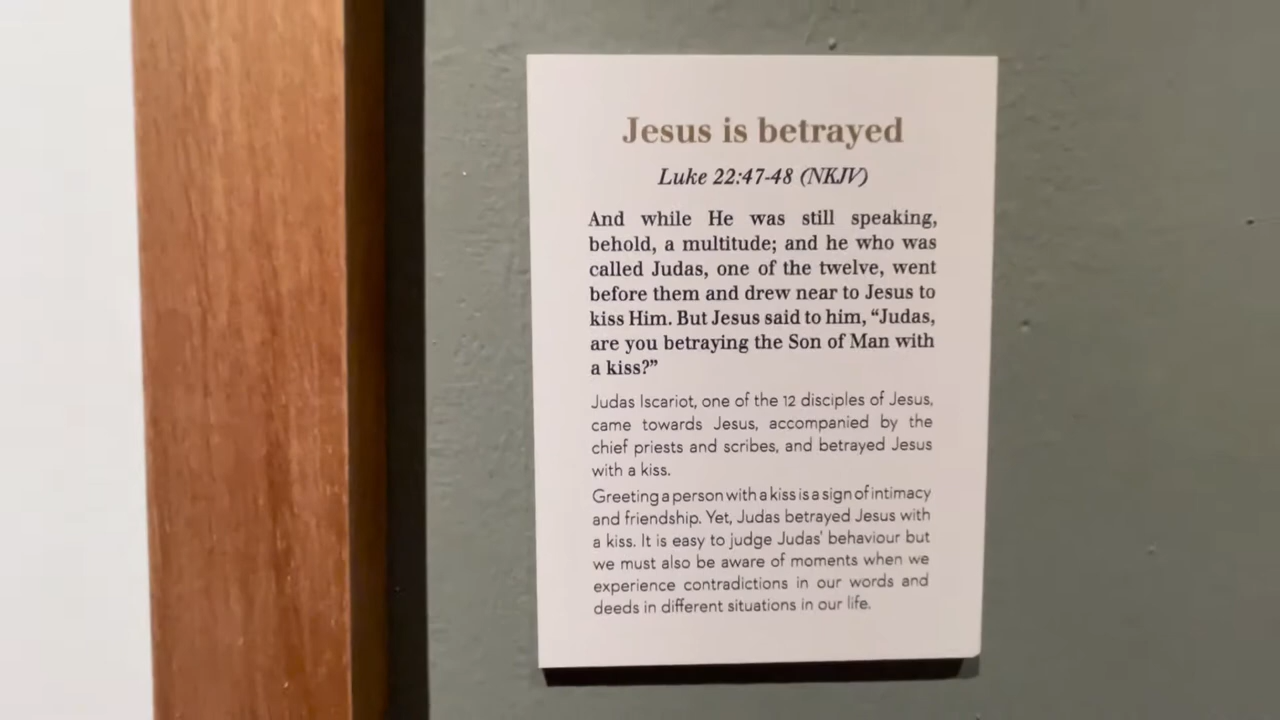 Jesus is betrayed
Luke 22:47-48 (NKJV)
And while He was still speaking,
behold, a multitude; and he who was
called Judas, one of the twelve, went
before them and drew near to Jesus to
kiss Him. But Jesus said to him, “Judas,
are you betraying the Son of Man with
a kiss?”
Judas Iscariot, one of the 12 disciples of Jesus,
came towards Jesus, accompanied by the
chief priests and scribes, and betrayed Jesus
with a kiss.
Greeting a person with a kiss is a sign of intimacy
and friendship. Yet, Judas betrayed Jesus with
a kiss. It is easy to judge Judas' behaviour but
we must also be aware of moments when we
experience contradictions in our words and
deeds in different situations in our life.